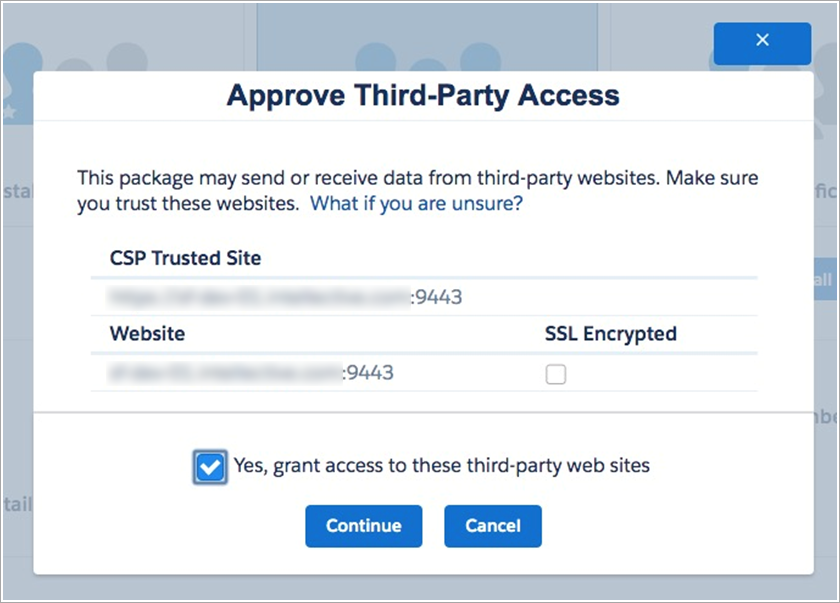 Approve Third-Party Access
This package may send or receive data from third-party websites. Make sure
you trust these websites. What if you are unsure?
CSP Trusted Site
:9443
Website SSL Encrypted
:9443
Yes, grant access to these third-party web sites
Continue Cancel